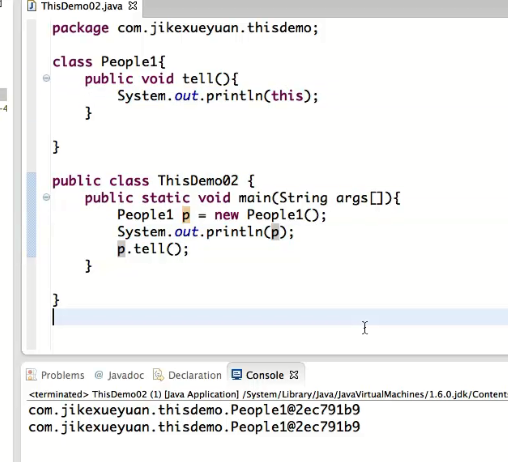 ThisDemo02.java
package com.jikexueyuan.thisdemo;
class People1{
public void tell(){
System.out.println(this);
}
}
public class ThisDemo02 {
public static void main(String args[]){
People1 p = new People1();
System.out.println(p);
p.tell();
}
}
Problems @ Javadoc Declaration Console
<terminated> ThisDemo02 (1) [Java Application] /System/Library/Java/JavaVirtualMachines/1.6.0.jdk/Contents
com.jikexueyuan.thisdemo.People1@2ec791b9
com.jikexueyuan.thisdemo.People1@2ec791b9